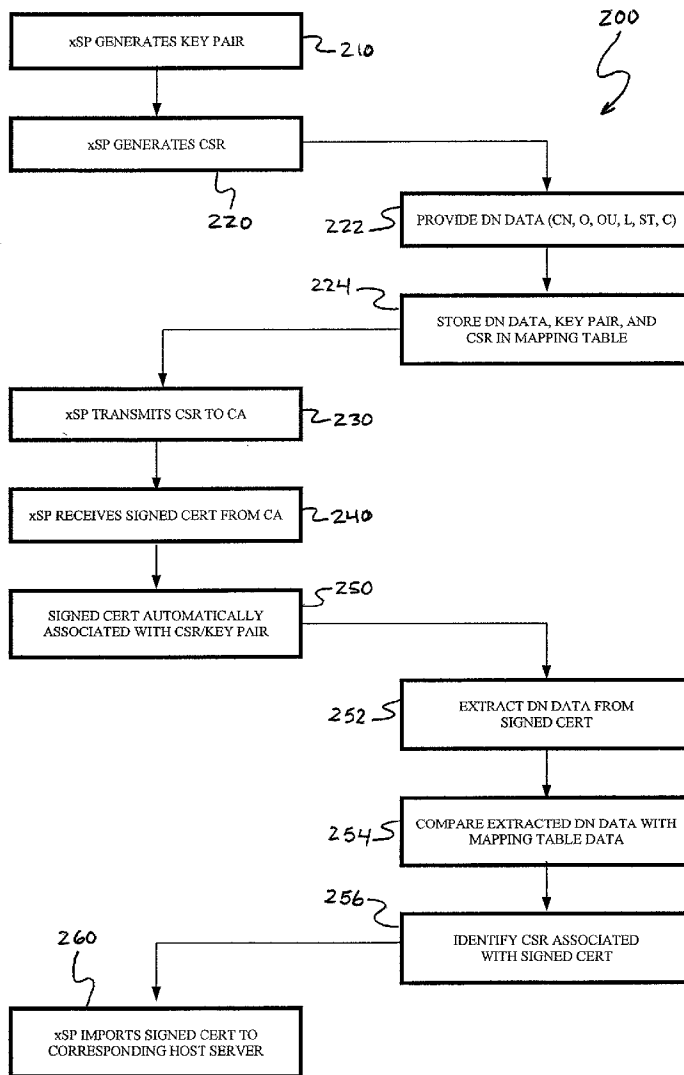 200
xSP GENERATES KEY PAIR
210
xSP GENERATES CSR
220
222
PROVIDE DN DATA (CN, O, OU, L, ST, C)
224
STORE DN DATA, KEY PAIR, AND
CSR IN MAPPING TABLE
xSP TRANSMITS CSR TO CA
230
xSP RECEIVES SIGNED CERT FROM CA
240
250
SIGNED CERT AUTOMATICALLY
ASSOCIATED WITH CSR/KEY PAIR
252
EXTRACT DN DATA FROM
SIGNED CERT
254
COMPARE EXTRACTED DN DATA WITH
MAPPING TABLE DATA
256
IDENTIFY CSR ASSOCIATED
WITH SIGNED CERT
260
xSP IMPORTS SIGNED CERT TO
CORRESPONDING HOST SERVER